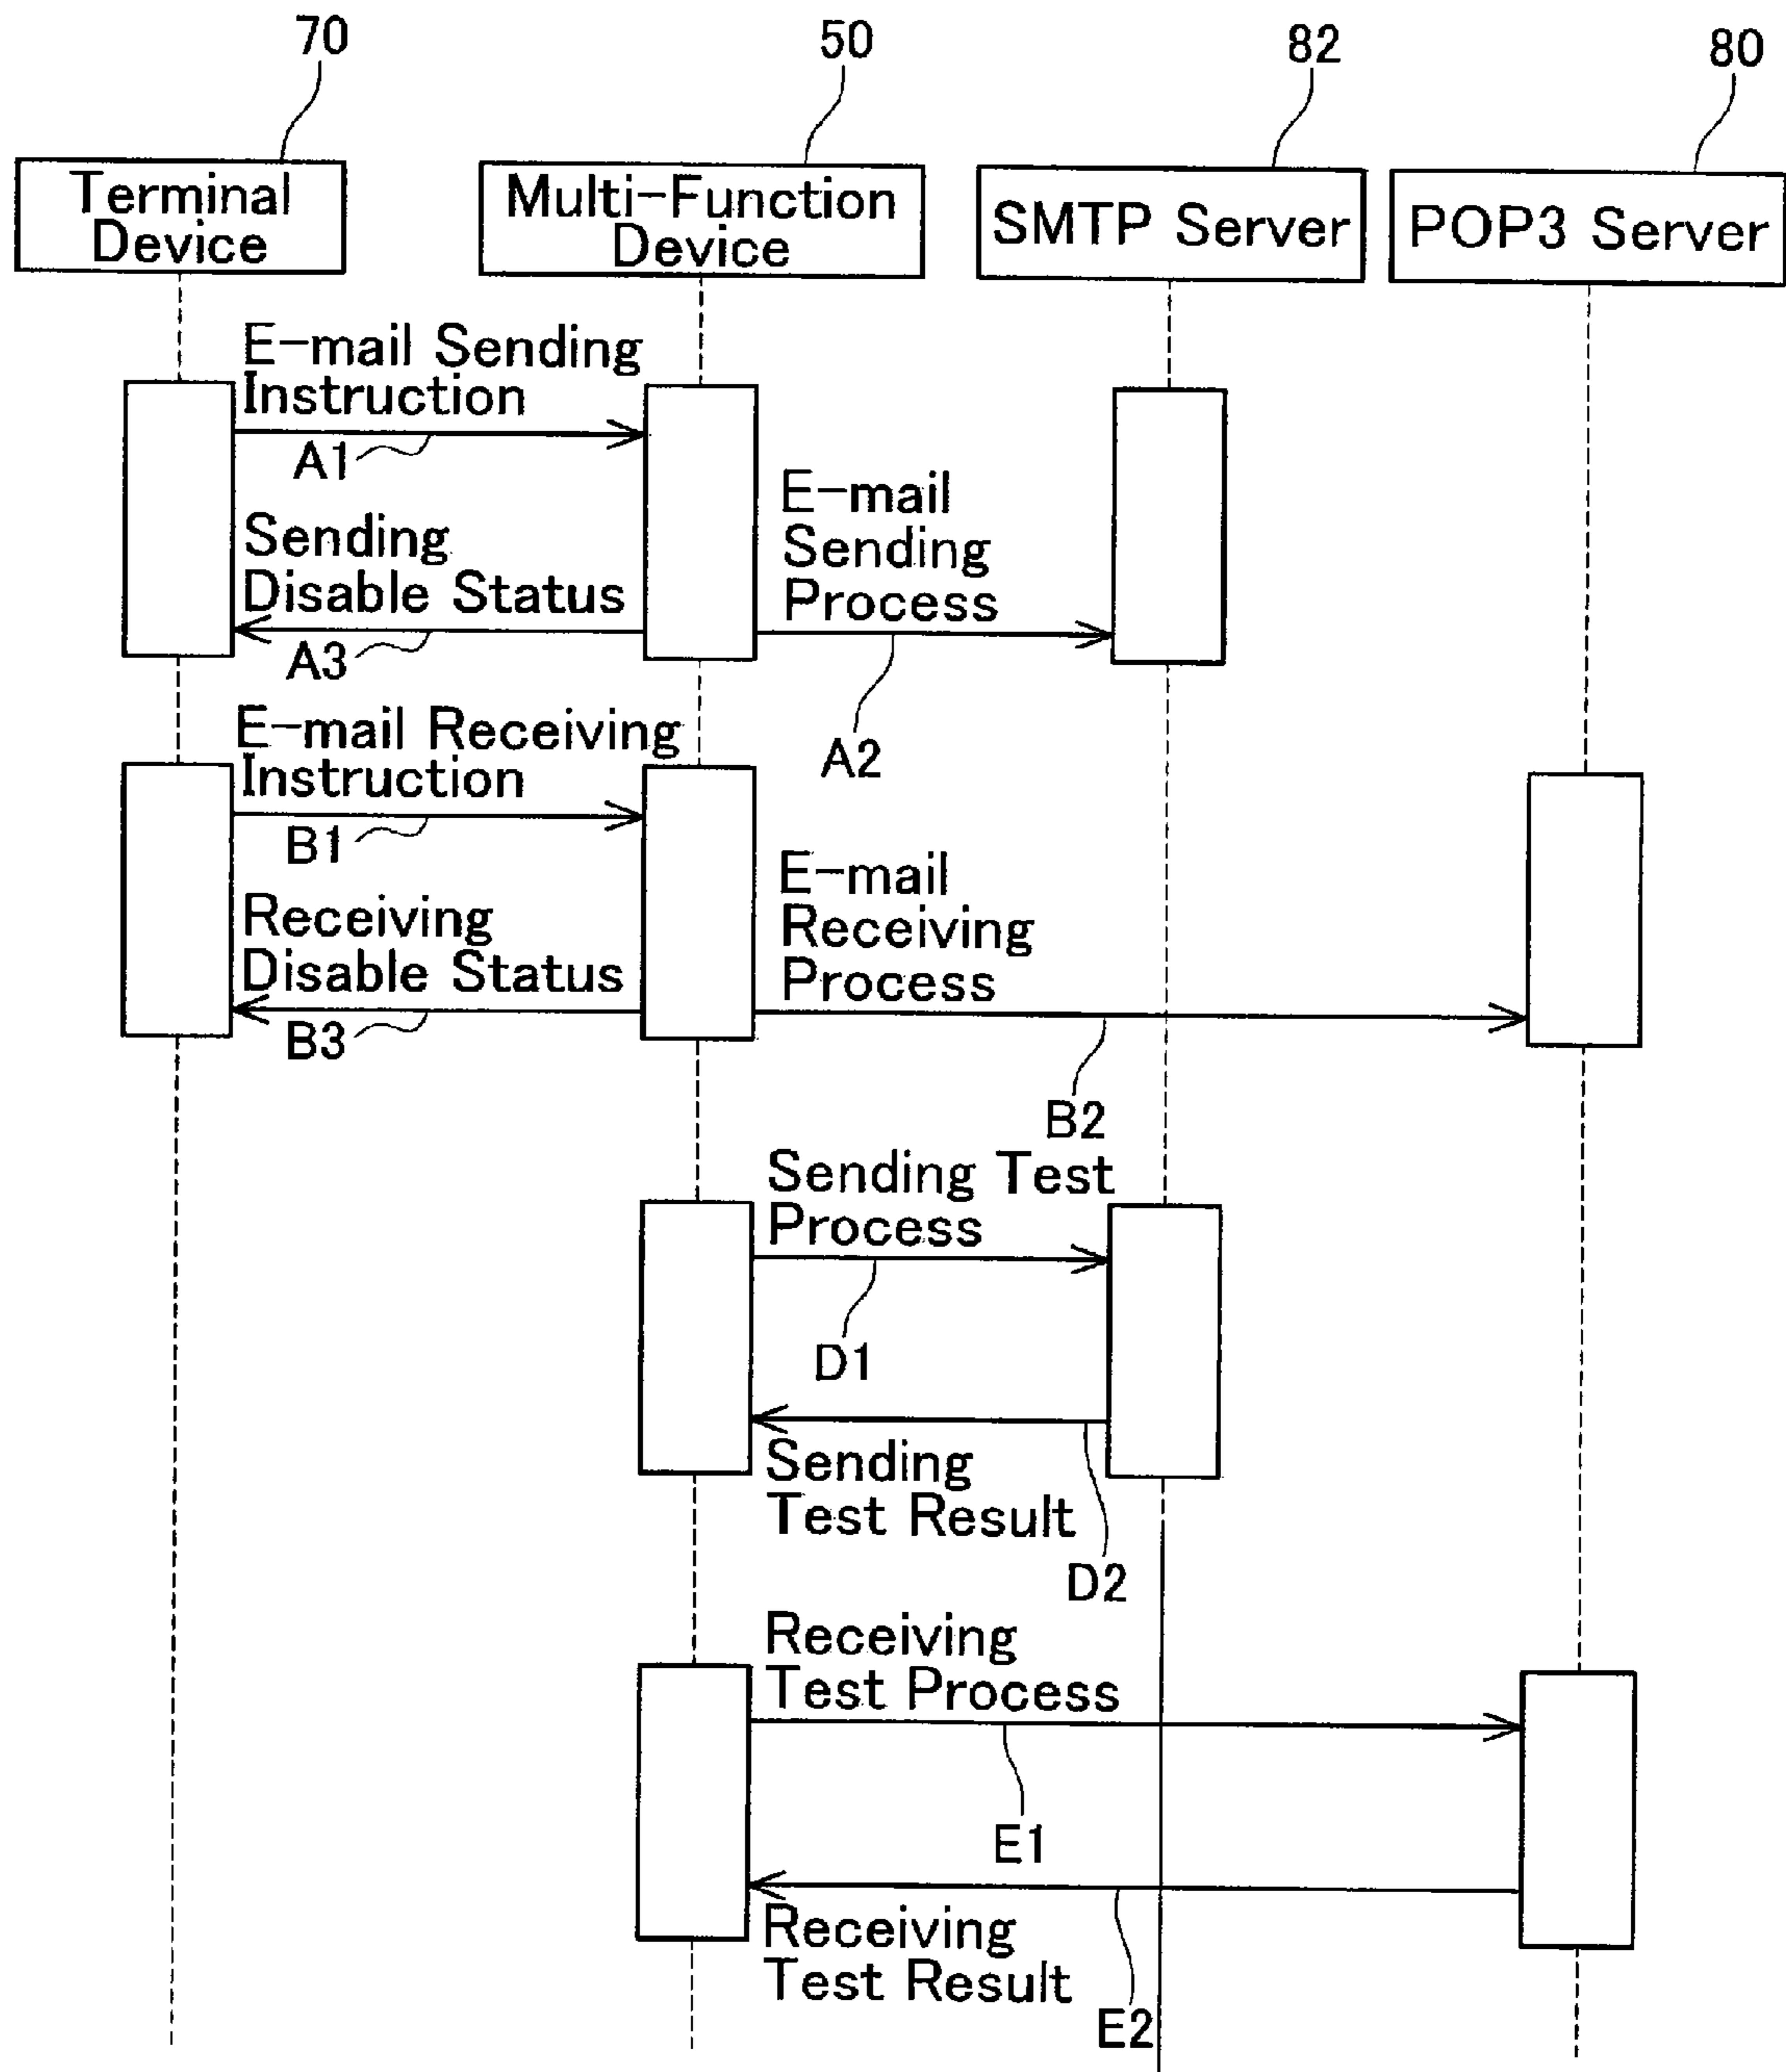 70
50
82
80
Terminal
Device
Multi-Function
Device
SMTP Server
POP3 Server
E-mail Sending
Instruction
A1
E-mail
Sending
Process
Sending
Disable Status
A3
A2
E-mail Receiving
Instruction
B1
E-mail
Receiving
Process
Receiving
Disable Status
B3
B2
Sending Test
Process
D1
Sending
Test Result
D2
Receiving
Test Process
E1
Receiving
Test Result
E2